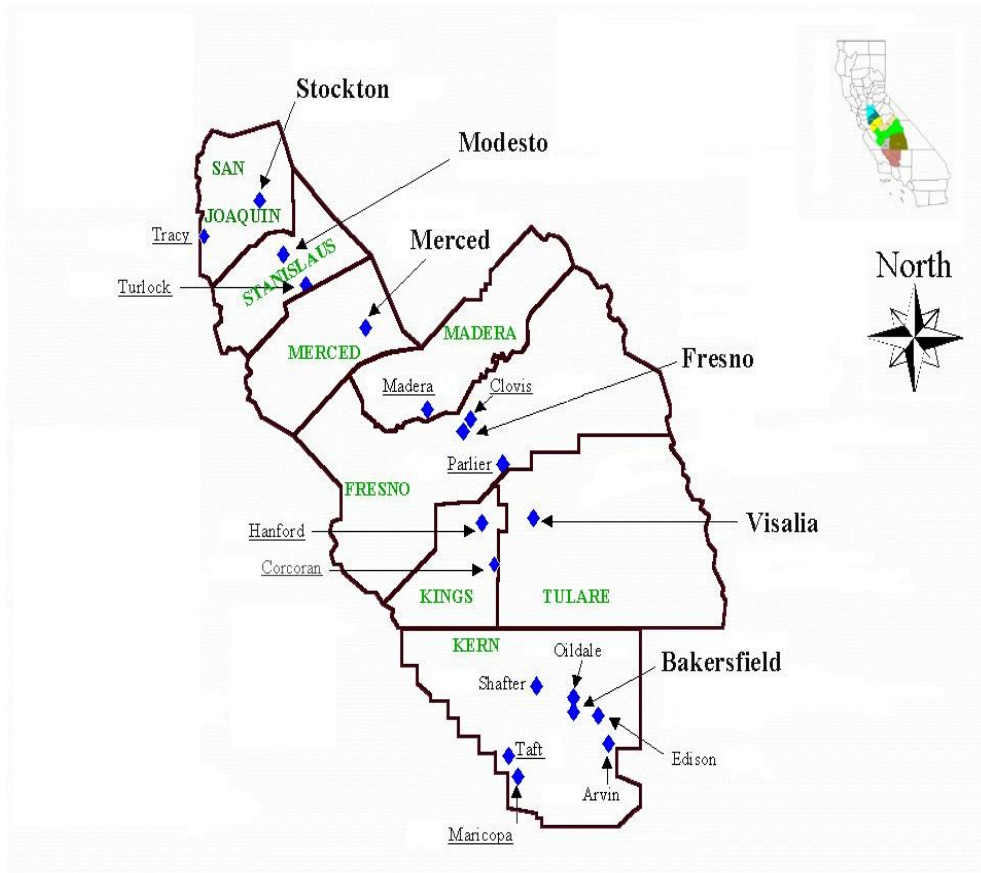 Stockton
Modesto
SAN
JOAQUIN
Tracy
STANISLAUS
Turlock
Merced
North
MERCED
MADERA
Fresno
Madera
Clovis
Parlier
FRESNO
Hanford
Visalia
Corcoran
KINGS
TULARE
KERN
Oildale
Bakersfield
Shafter
Taft
Edison
Arvin
Maricopa